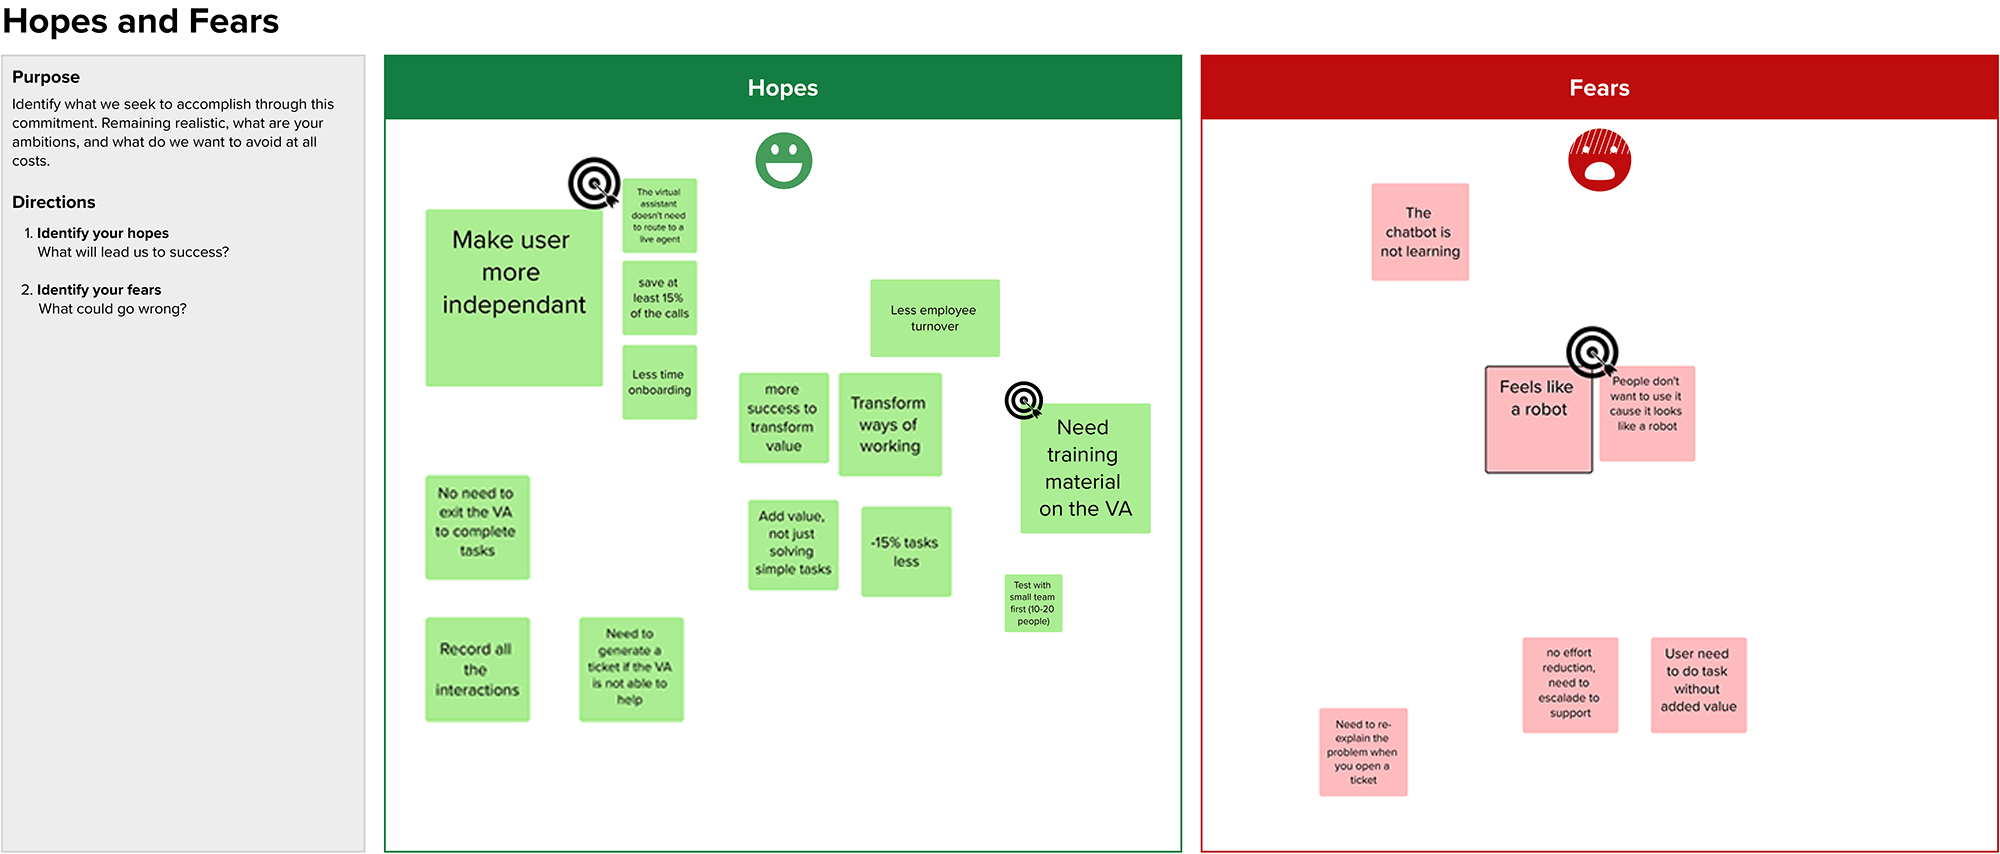 Hopes and Fears
Purpose
Identify what we seek to accomplish through this
commitment. Remaining realistic, what are your
ambitions, and what do we want to avoid at all
costs.
Directions
1. Identify your hopes
What will lead us to success?
2. Identify your fears
What could go wrong?
Hopes
Make user
more
independant
The virtual
assistant
doesn't need
to route to a
live agent
save at
least 15%
of the calls
Less time
onboarding
Less employee
turnover
more
success to
transform
value
Transform
ways of
working
Need
training
material
on the VA
No need to
exit the VA
to complete
tasks
Add value,
not just
solving
simple tasks
-15% tasks
less
Test with
small team
first (10-20
people)
Record all
the
interactions
Need to
generate a
ticket if the VA
is not able to
help
Fears
The
chatbot is
not learning
Feels like
a robot
People don't
want to use it
cause it looks
like a robot
no effort
reduction,
need to
escalade to
support
User need
to do task
without
added value
Need to re-
explain the
problem when
you open a
ticket